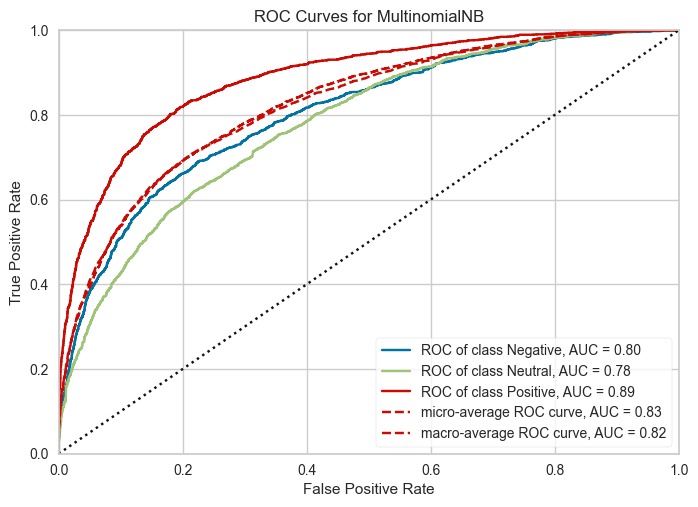 ROC Curves for MultinomialNB
1.0
0.8
0.6
0.4
0.2
0.0
True Positive Rate
ROC of class Negative, AUC = 0.80
ROC of class Neutral, AUC = 0.78
ROC of class Positive, AUC = 0.89
micro-average ROC curve, AUC = 0.83
macro-average ROC curve, AUC = 0.82
0.0 0.2 0.4 0.6 0.8 1.0
False Positive Rate